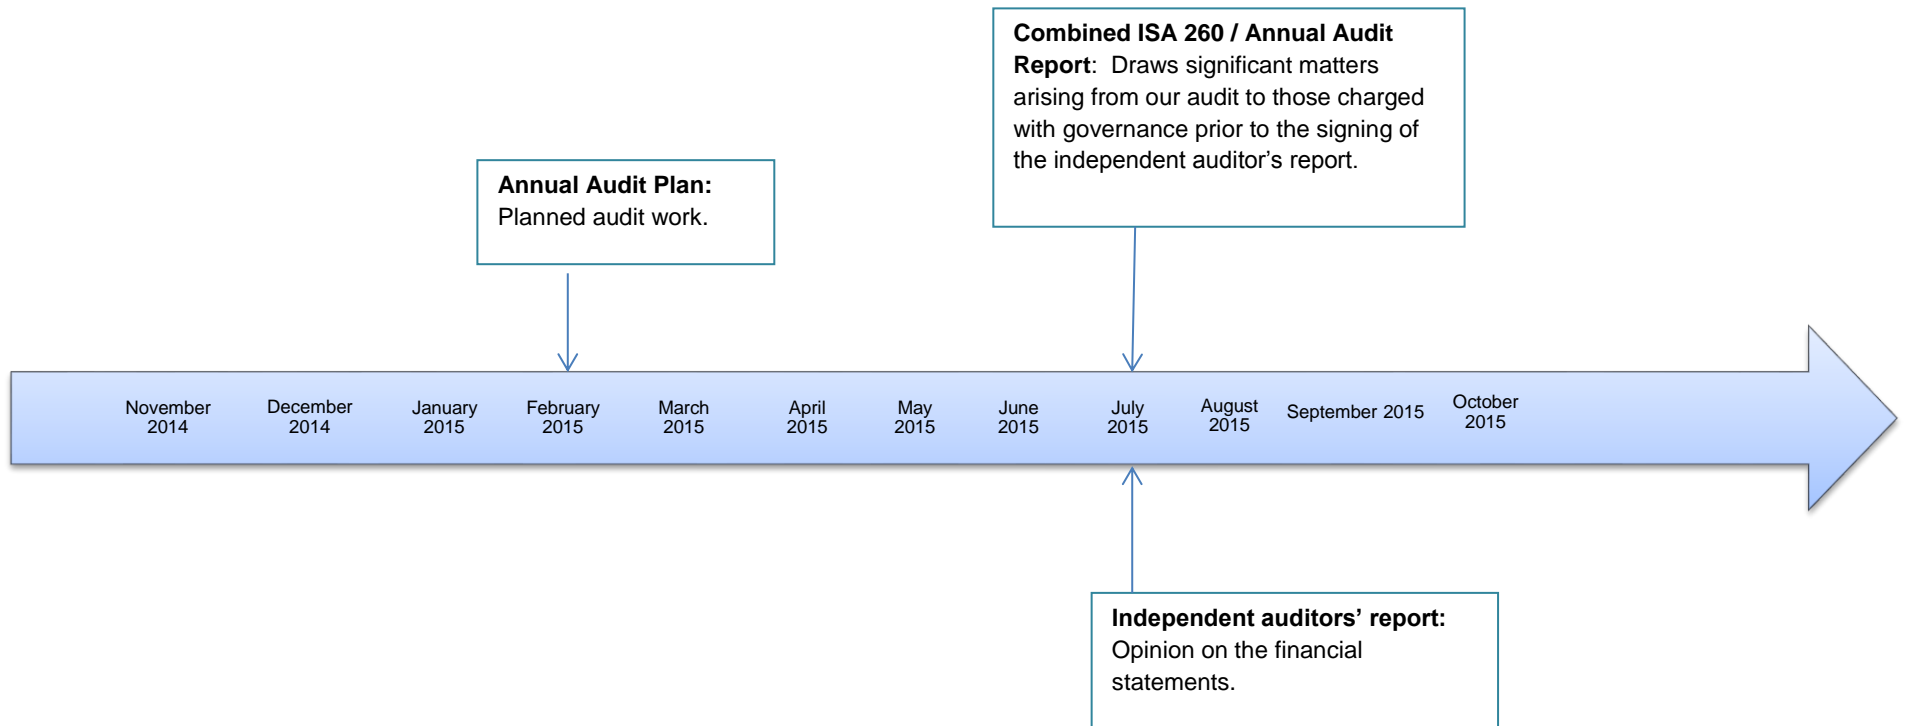 Combined ISA 260 / Annual Audit
Report:  Draws significant matters
arising from our audit to those charged
with governance prior to the signing of
the independent auditor’s report.
Annual Audit Plan:
Planned audit work.
November
2014
December
2014
January
2015
February
2015
March
2015
April
2015
May
2015
June
2015
July
2015
August
2015
September 2015
October
2015
Independent auditors’ report:
Opinion on the financial
statements.